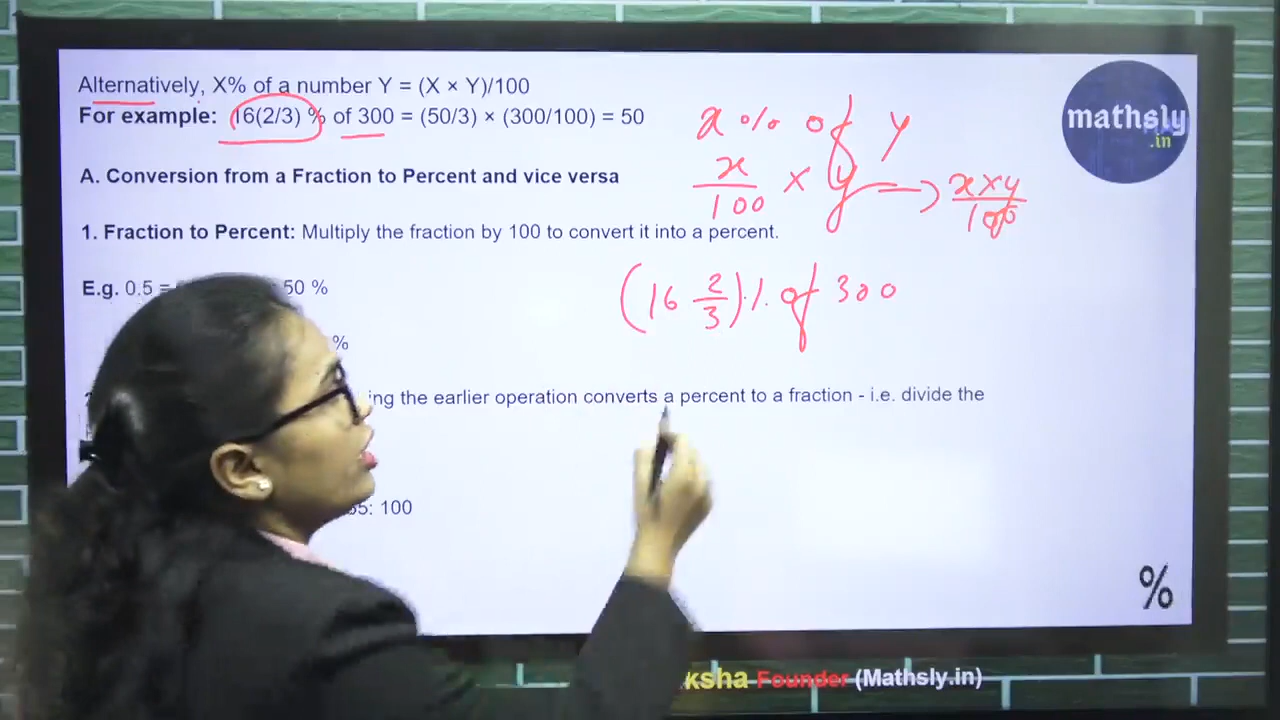 Alternatively, X% of a number Y = (X × Y)/100
For example: 16(2/3) % of 300 = (50/3) × (300/100) = 50
x % of y
x/100 × y → x×y/100
mathsly
.in
A. Conversion from a Fraction to Percent and vice versa
1. Fraction to Percent: Multiply the fraction by 100 to convert it into a percent.
E.g. 0.5 = 50 %
(16 2/3) % of 300
%
ing the earlier operation converts a percent to a fraction - i.e. divide the
: 100
%
ksha Founder (Mathsly.in)